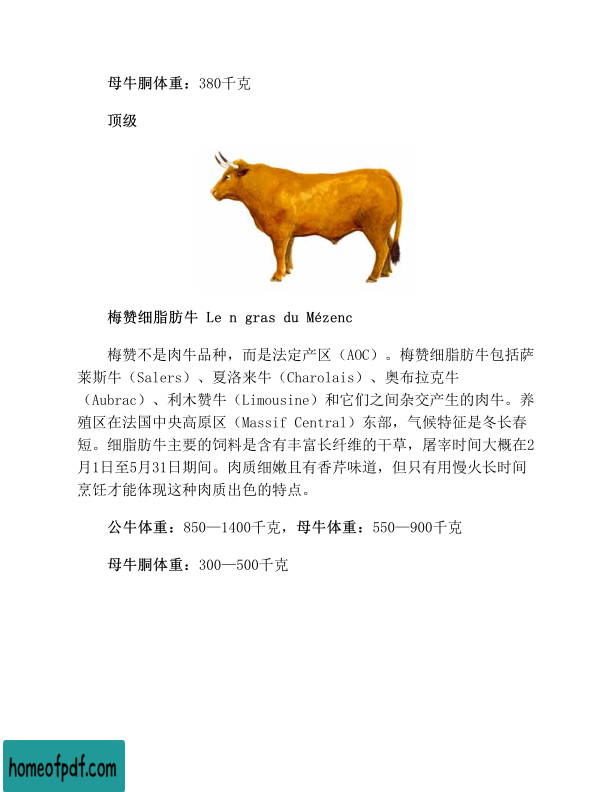 母牛胴体重：380千克
顶级
梅赞细脂肪牛 Le n gras du Mézenc
梅赞不是肉牛品种，而是法定产区（AOC）。梅赞细脂肪牛包括萨
莱斯牛（Salers）、夏洛来牛（Charolais）、奥布拉克牛
（Aubrac）、利木赞牛（Limousine）和它们之间杂交产生的肉牛。养
殖区在法国中央高原区（Massif Central）东部，气候特征是冬长春
短。细脂肪牛主要的饲料是含有丰富长纤维的干草，屠宰时间大概在2
月1日至5月31日期间。肉质细嫩且有香芹味道，但只有用慢火长时间
烹饪才能体现这种肉质出色的特点。
公牛体重：850—1400千克，母牛体重：550—900千克
母牛胴体重：300—500千克
homeofpdf.com